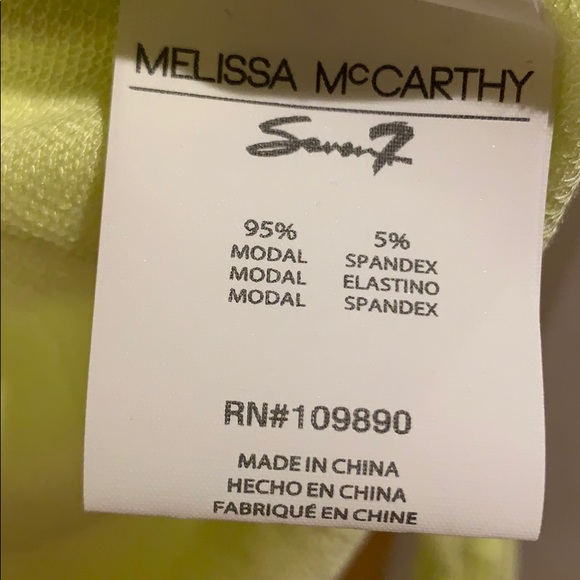 MELISSA McCARTHY
Seven7
95% 5%
MODAL SPANDEX
MODAL ELASTINO
MODAL SPANDEX
RN#109890
MADE IN CHINA
HECHO EN CHINA
FABRIQUÉ EN CHINE